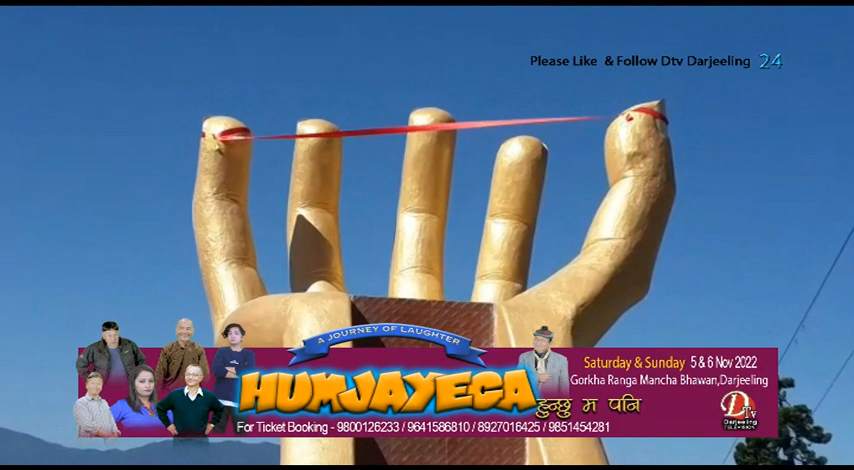 Please Like & Follow Dtv Darjeeling 24
A JOURNEY OF LAUGHTER
HUMJAYEGA
हुन्छु म पनि
Saturday & Sunday 5 & 6 Nov 2022
Gorkha Ranga Mancha Bhawan,Darjeeling
For Ticket Booking - 9800126233 / 9641586810 / 8927016425 / 9851454281
DTv
Darjeeling
TELEVISION